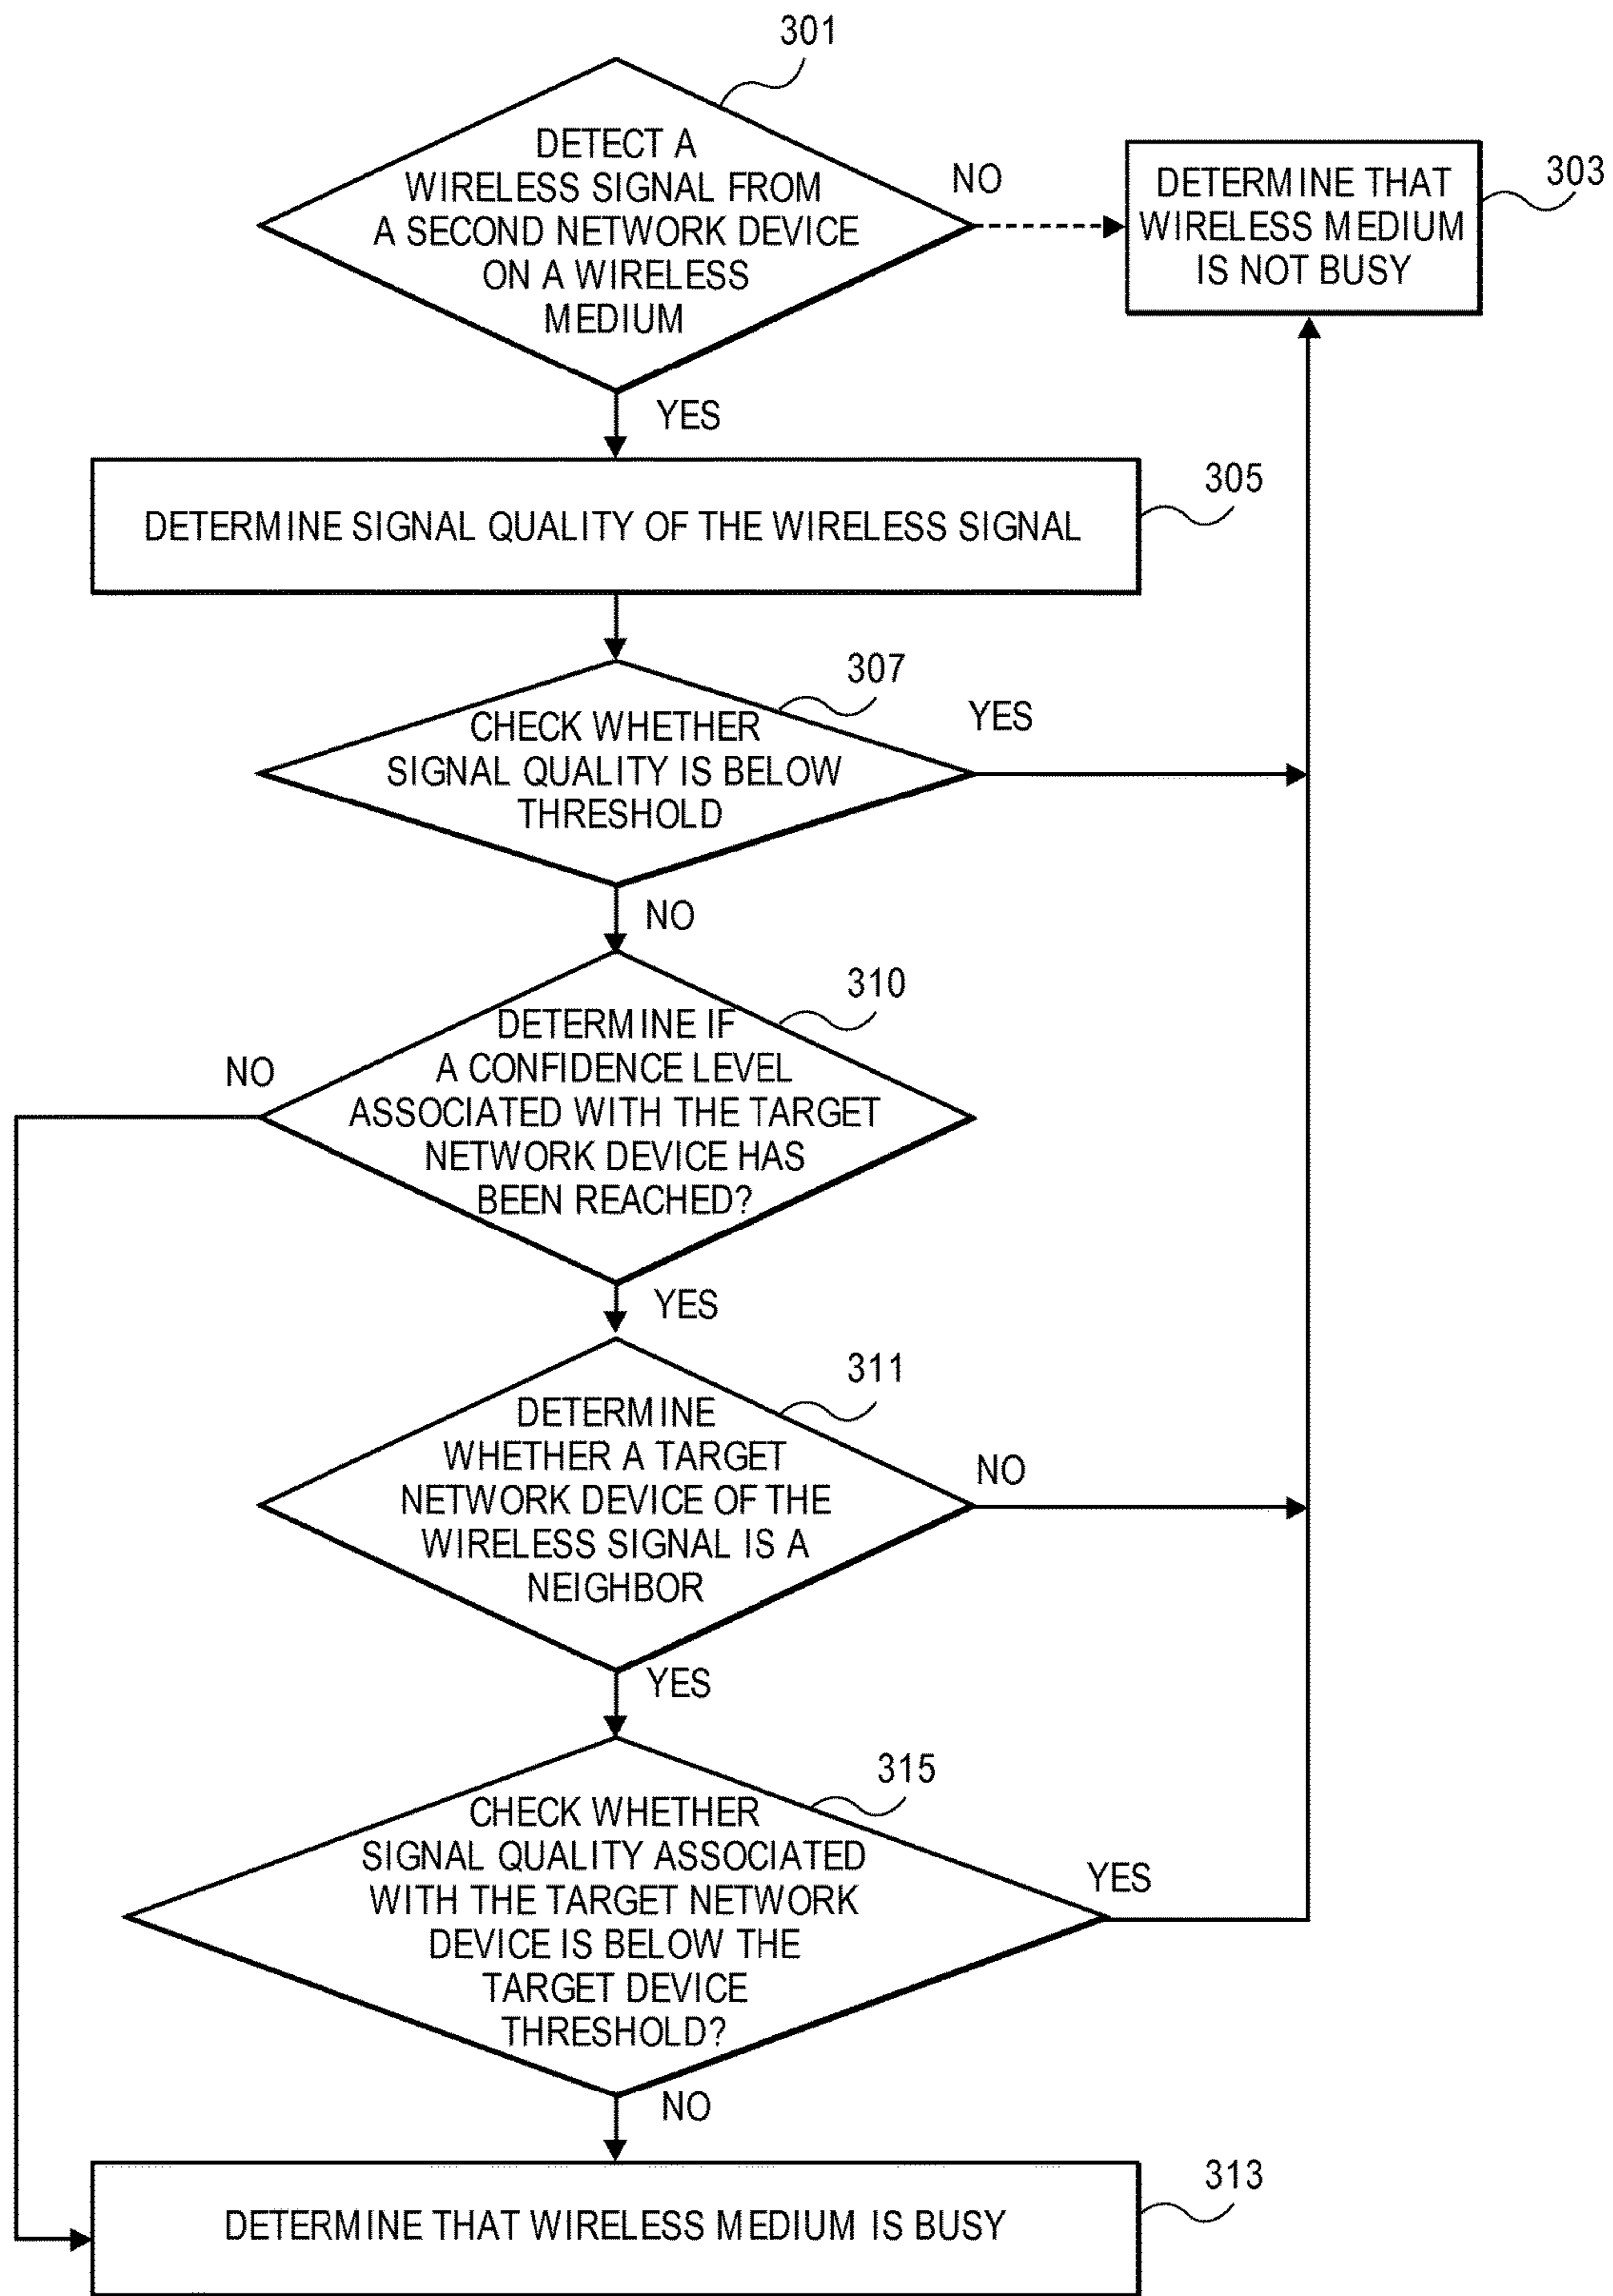 301
DETECT A
WIRELESS SIGNAL FROM
A SECOND NETWORK DEVICE
ON A WIRELESS
MEDIUM
NO
DETERMINE THAT
WIRELESS MEDIUM
IS NOT BUSY
303
YES
305
DETERMINE SIGNAL QUALITY OF THE WIRELESS SIGNAL
307
CHECK WHETHER
SIGNAL QUALITY IS BELOW
THRESHOLD
YES
NO
310
DETERMINE IF
A CONFIDENCE LEVEL
ASSOCIATED WITH THE TARGET
NETWORK DEVICE HAS
BEEN REACHED?
NO
YES
311
DETERMINE
WHETHER A TARGET
NETWORK DEVICE OF THE
WIRELESS SIGNAL IS A
NEIGHBOR
NO
YES
315
CHECK WHETHER
SIGNAL QUALITY ASSOCIATED
WITH THE TARGET NETWORK
DEVICE IS BELOW THE
TARGET DEVICE
THRESHOLD?
YES
NO
313
DETERMINE THAT WIRELESS MEDIUM IS BUSY